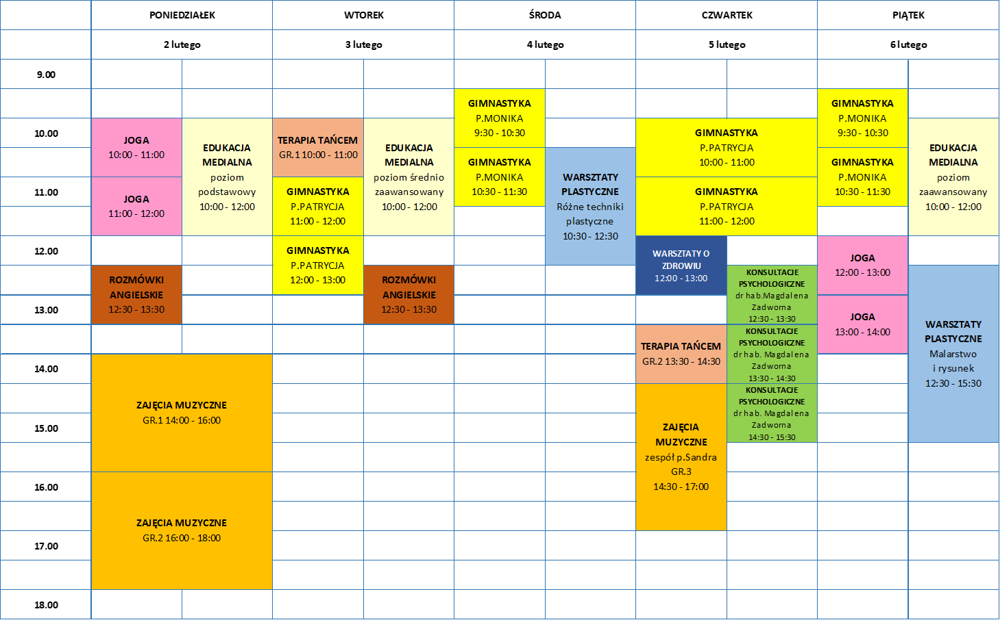 PONIEDZIAŁEK
WTOREK
ŚRODA
CZWARTEK
PIĄTEK
2 lutego
3 lutego
4 lutego
5 lutego
6 lutego
9.00
10.00
11.00
12.00
13.00
14.00
15.00
16.00
17.00
18.00
JOGA
10:00 - 11:00
JOGA
11:00 - 12:00
ROZMÓWKI
ANGIELSKIE
12:30 - 13:30
EDUKACJA
MEDIALNA
poziom
podstawowy
10:00 - 12:00
ZAJĘCIA MUZYCZNE
GR.1 14:00 - 16:00
ZAJĘCIA MUZYCZNE
GR.2 16:00 - 18:00
TERAPIA TAŃCEM
GR.1 10:00 - 11:00
GIMNASTYKA
P.PATRYCJA
11:00 - 12:00
GIMNASTYKA
P.PATRYCJA
12:00 - 13:00
EDUKACJA
MEDIALNA
poziom średnio
zaawansowany
10:00 - 12:00
ROZMÓWKI
ANGIELSKIE
12:30 - 13:30
GIMNASTYKA
P.MONIKA
9:30 - 10:30
GIMNASTYKA
P.MONIKA
10:30 - 11:30
WARSZTATY
PLASTYCZNE
Różne techniki
plastyczne
10:30 - 12:30
GIMNASTYKA
P.PATRYCJA
10:00 - 11:00
GIMNASTYKA
P.PATRYCJA
11:00 - 12:00
WARSZTATY O
ZDROWIU
12:00 - 13:00
TERAPIA TAŃCEM
GR.2 13:30 - 14:30
ZAJĘCIA
MUZYCZNE
zespół p.Sandra
GR.3
14:30 - 17:00
KONSULTACJE
PSYCHOLOGICZNE
dr hab.Magdalena
Zadworna
12:30 - 13:30
KONSULTACJE
PSYCHOLOGICZNE
dr hab. Magdalena
Zadworna
13:30 - 14:30
KONSULTACJE
PSYCHOLOGICZNE
dr hab. Magdalena
Zadworna
14:30 - 15:30
GIMNASTYKA
P.MONIKA
9:30 - 10:30
GIMNASTYKA
P.MONIKA
10:30 - 11:30
JOGA
12:00 - 13:00
JOGA
13:00 - 14:00
EDUKACJA
MEDIALNA
poziom
zaawansowany
10:00 - 12:00
WARSZTATY
PLASTYCZNE
Malarstwo
i rysunek
12:30 - 15:30